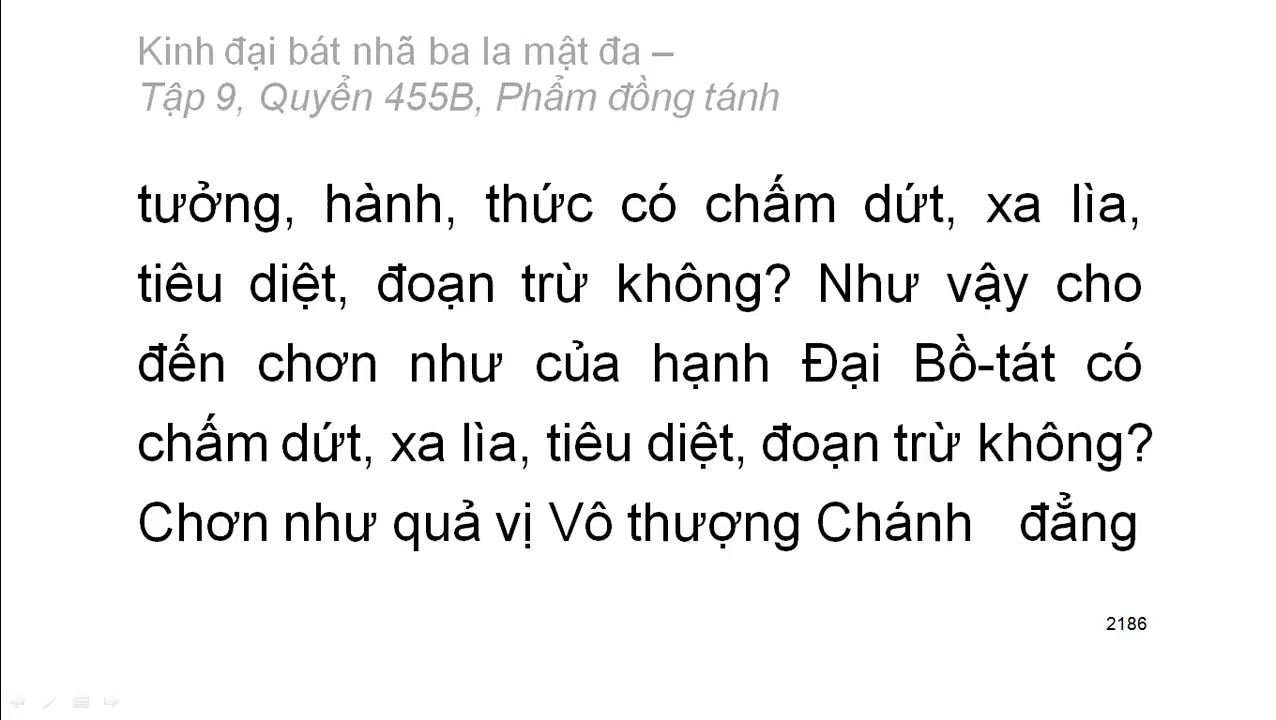 Kinh đại bát nhã ba la mật đa –
Tập 9, Quyển 455B, Phẩm đồng tánh
tưởng, hành, thức có chấm dứt, xa lìa,
tiêu diệt, đoạn trừ không? Như vậy cho
đến chơn như của hạnh Đại Bồ-tát có
chấm dứt, xa lìa, tiêu diệt, đoạn trừ không?
Chơn như quả vị Vô thượng Chánh đẳng
2186